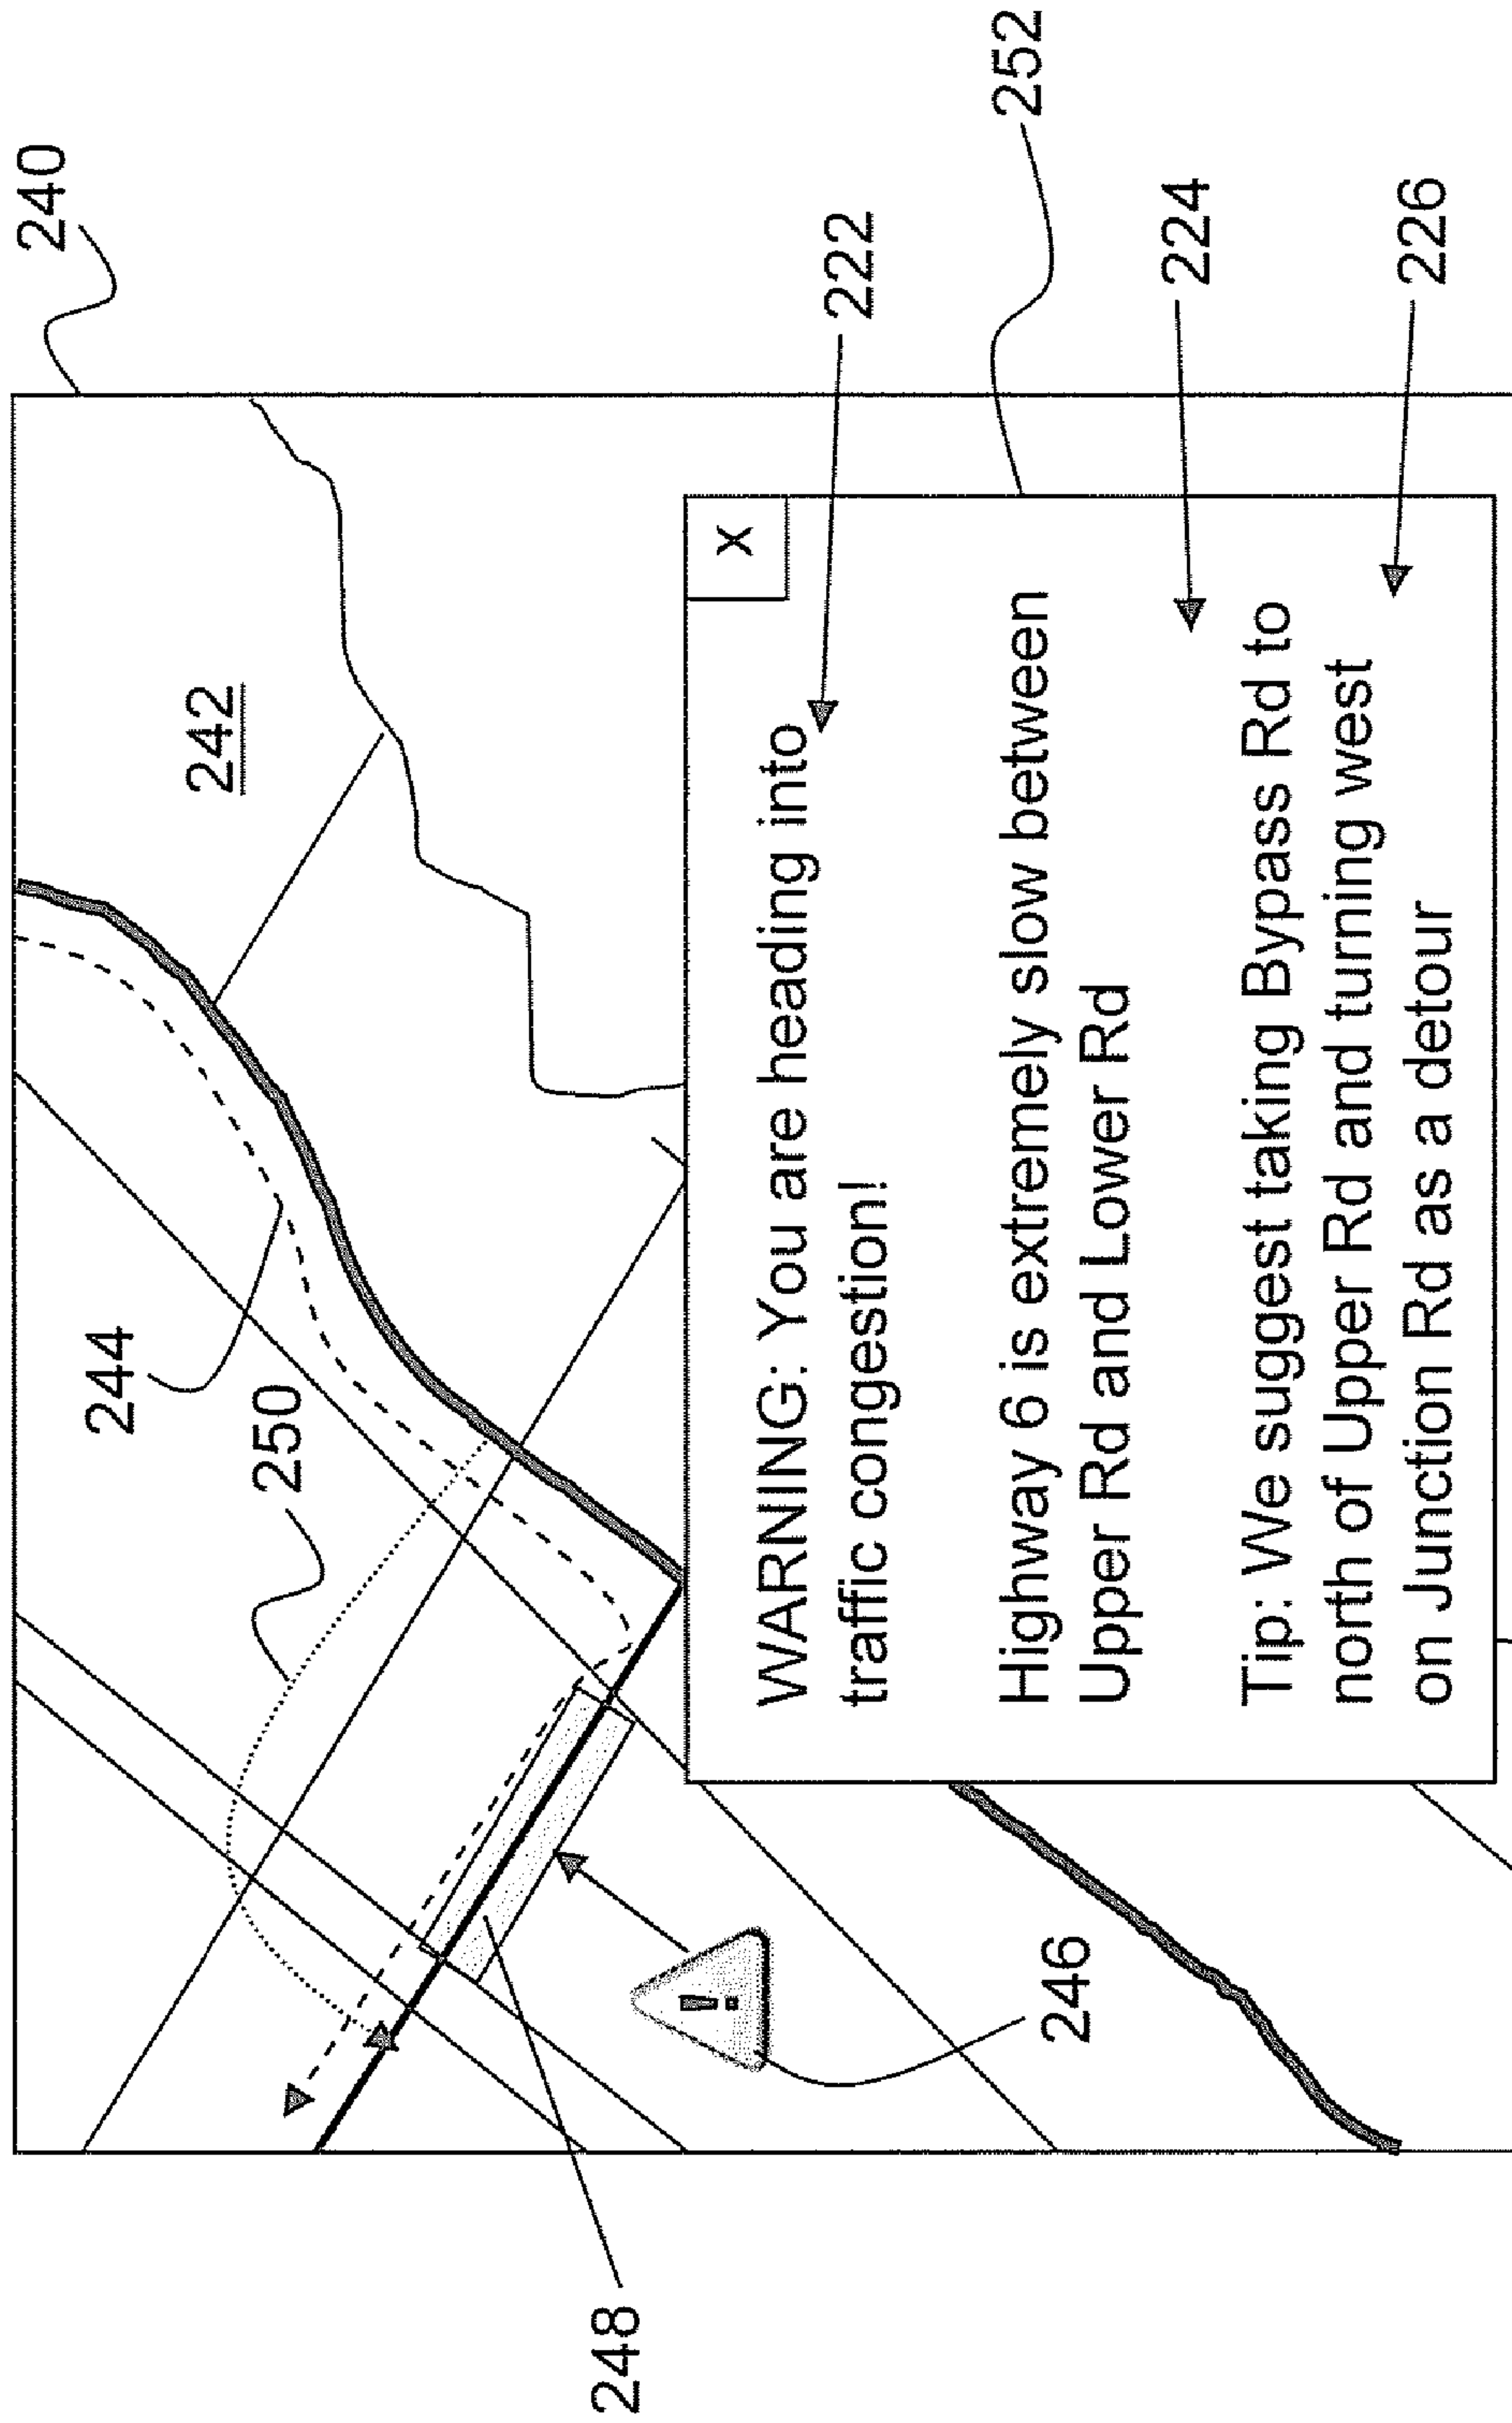 240
242
244
250
248
246
X
WARNING: You are heading into
traffic congestion!
222
252
Highway 6 is extremely slow between
Upper Rd and Lower Rd
224
Tip: We suggest taking Bypass Rd to
north of Upper Rd and turning west
on Junction Rd as a detour
226
!